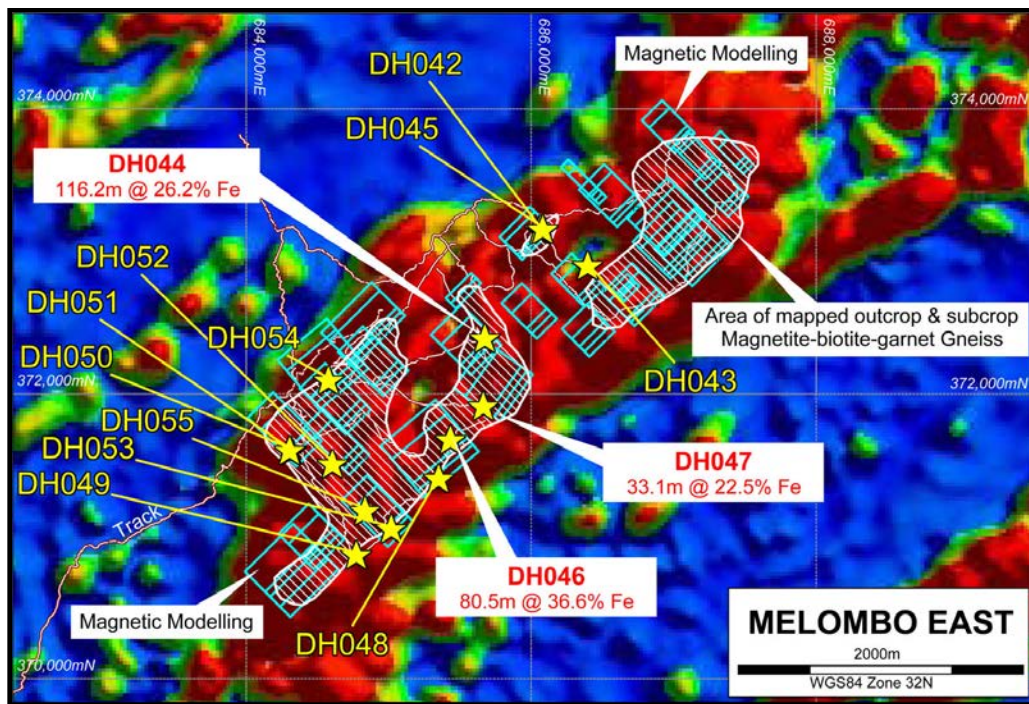 684,000mE
686,000mE
688,000mE
374,000mN
374,000mN
DH042
DH045
Magnetic Modelling
DH044
116.2m @ 26.2% Fe
DH052
DH051
DH050
DH054
DH055
DH053
DH049
Area of mapped outcrop & subcrop
Magnetite-biotite-garnet Gneiss
DH043
372,000mN
372,000mN
DH047
33.1m @ 22.5% Fe
Track
DH046
80.5m @ 36.6% Fe
Magnetic Modelling
DH048
370,000mN
MELOMBO EAST
2000m
WGS84 Zone 32N